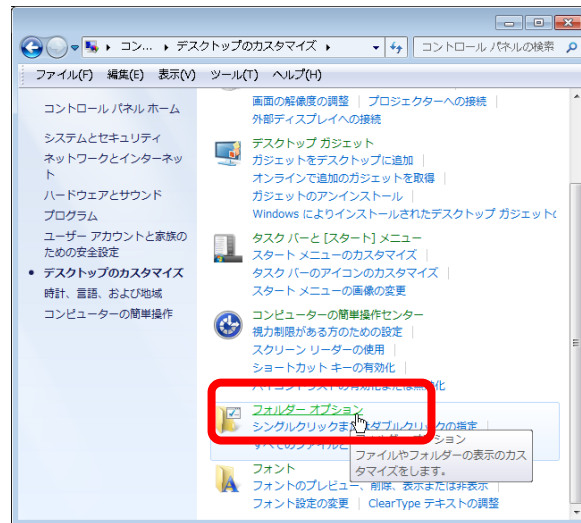 コン... デスクトップのカスタマイズ
コントロール パネルの検索
ファイル(F) 編集(E) 表示(V) ツール(T) ヘルプ(H)
コントロール パネル ホーム
システムとセキュリティ
ネットワークとインターネッ
ト
ハードウェアとサウンド
プログラム
ユーザー アカウントと家族の
ための安全設定
デスクトップのカスタマイズ
時計、言語、および地域
コンピューターの簡単操作
画面の解像度の調整 | プロジェクターへの接続 |
外部ディスプレイへの接続
デスクトップ ガジェット
ガジェットをデスクトップに追加 |
オンラインで追加のガジェットを取得 |
ガジェットのアンインストール |
Windows によりインストールされたデスクトップ ガジェット
タスク バーと [スタート] メニュー
スタート メニューのカスタマイズ |
タスク バーのアイコンのカスタマイズ |
スタート メニューの画像の変更
コンピューターの簡単操作センター
視力制限がある方のための設定 |
スクリーン リーダーの使用 |
ショートカット キーの有効化 |
フォルダー オプション
シングルクリックま ダブルクリックの指定 |
すべてのファイルと
フォルダー オプション
ファイルやフォルダーの表示のカス
タマイズをします。
フォント
フォントのプレビュー、削除、表示または非表示 |
フォント設定の変更 | ClearType テキストの調整